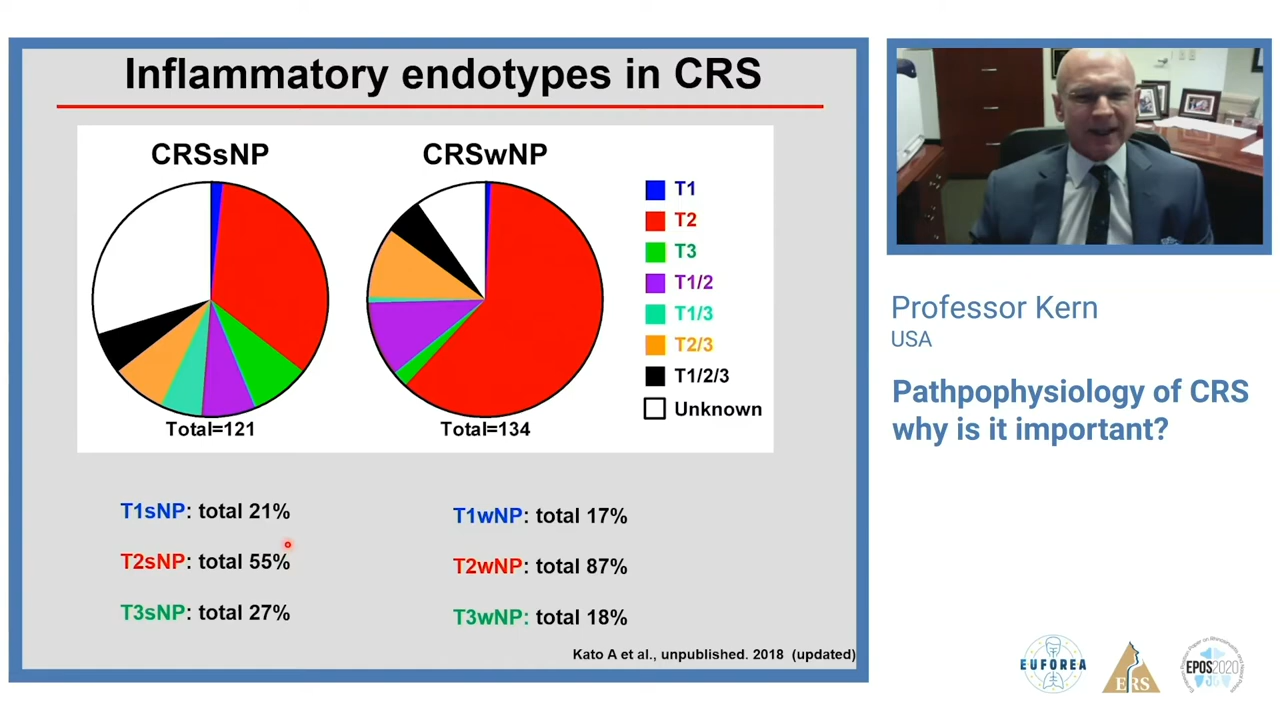 Inflammatory endotypes in CRS
CRSsNP
CRSwNP
T1
T2
T3
T1/2
T1/3
T2/3
T1/2/3
Unknown
Total=121
Total=134
T1sNP: total 21%
T2sNP: total 55%
T3sNP: total 27%
T1wNP: total 17%
T2wNP: total 87%
T3wNP: total 18%
Kato A et al., unpublished. 2018 (updated)
Professor Kern
USA
Pathpophysiology of CRS
why is it important?
EUFOREA
ERS
EPOS2020